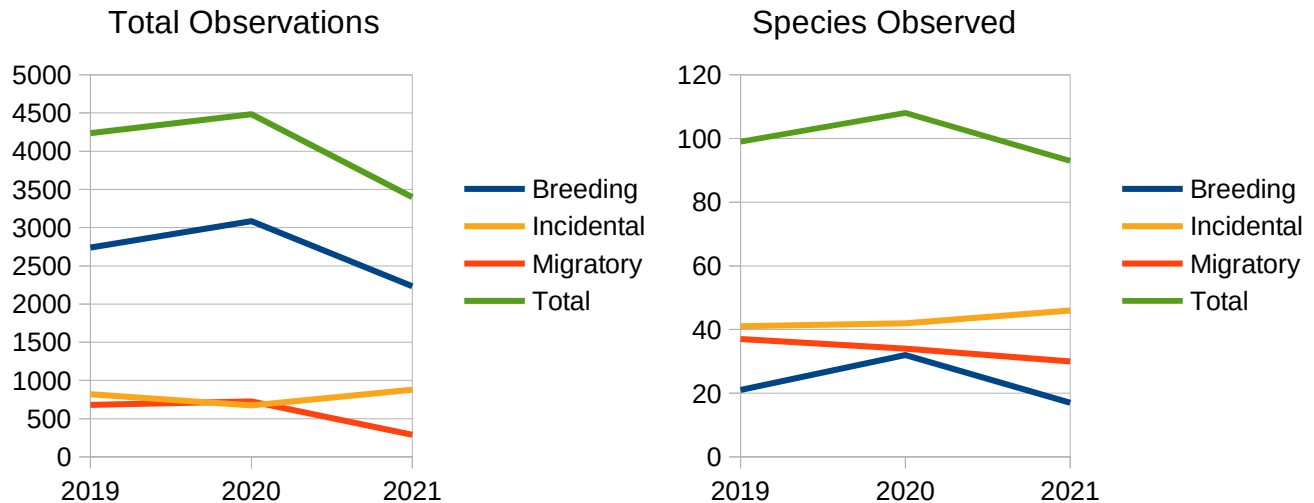 Total Observations
5000
4500
4000
3500
3000
2500
2000
1500
1000
500
0
2019 2020 2021
Breeding
Incidental
Migratory
Total
Species Observed
120
100
80
60
40
20
0
2019 2020 2021
Breeding
Incidental
Migratory
Total